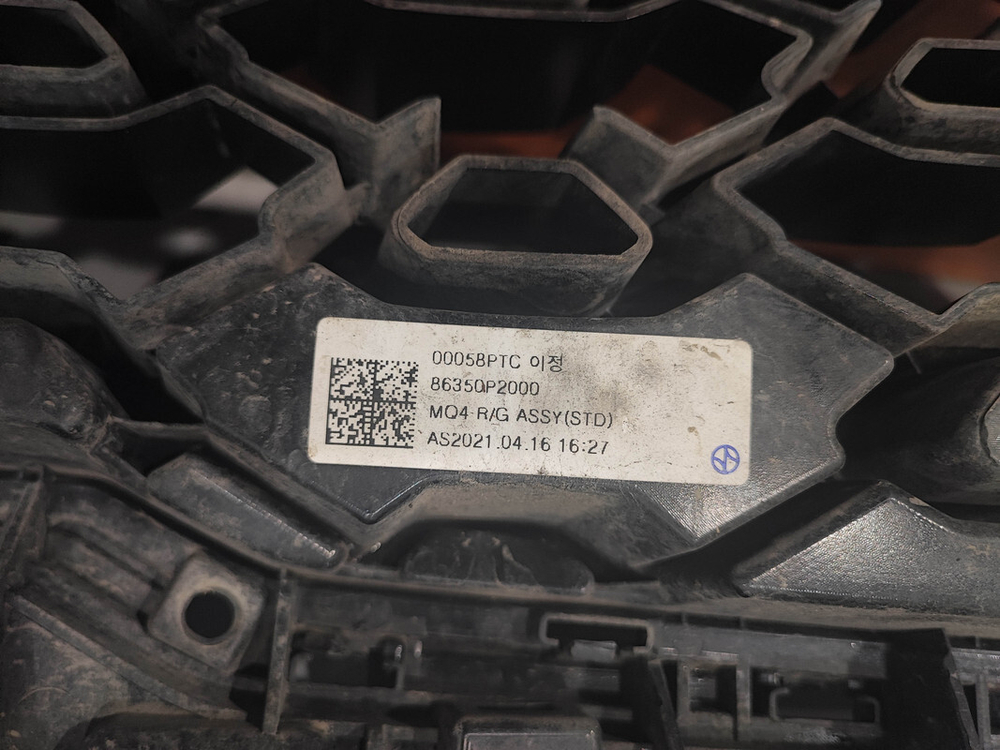 00058PTC 이정
86350P2000
MQ4 R/G ASSY(STD)
AS2021.04.16 16:27